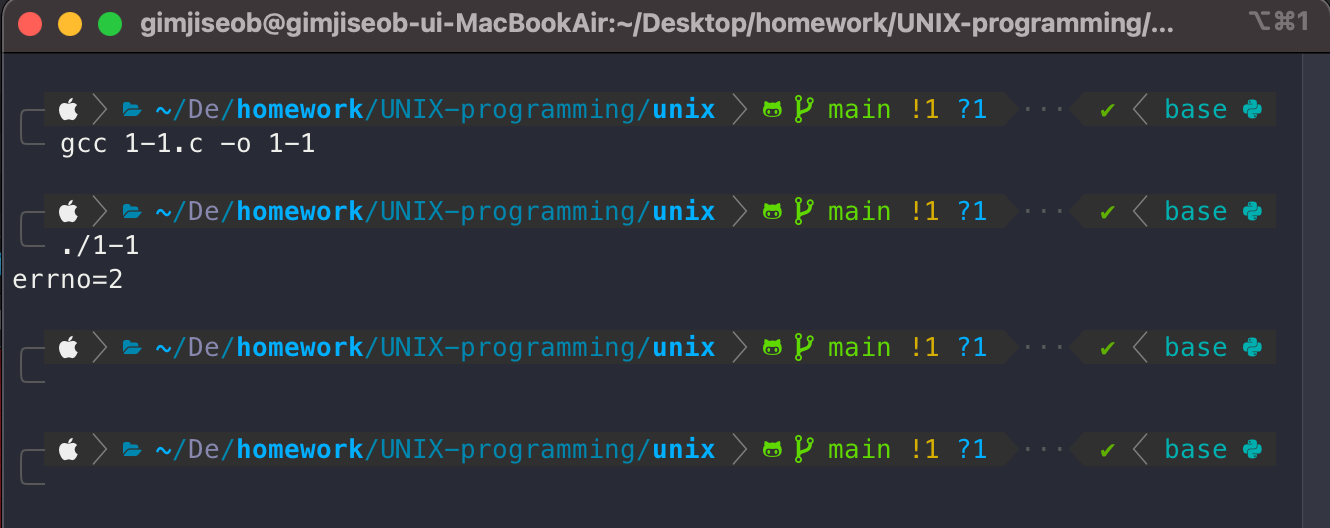 gimjiseob@gimjiseob-ui-MacBookAir:~/Desktop/homework/UNIX-programming/... ⌥⌘1
~/De/homework/UNIX-programming/unix main !1 ?1 ··· ✔ base
gcc 1-1.c -o 1-1
~/De/homework/UNIX-programming/unix main !1 ?1 ··· ✔ base
./1-1
errno=2
~/De/homework/UNIX-programming/unix main !1 ?1 ··· ✔ base
~/De/homework/UNIX-programming/unix main !1 ?1 ··· ✔ base